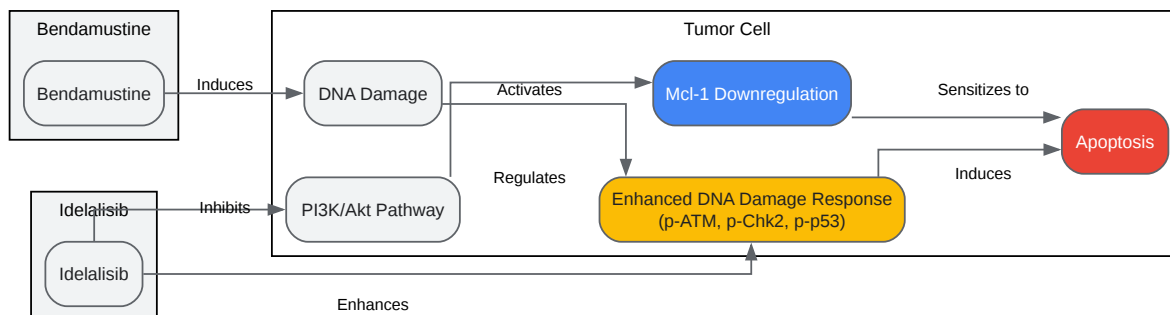 Bendamustine
Tumor Cell
Bendamustine
Induces
DNA Damage
Activates
Mcl-1 Downregulation
Sensitizes to
Apoptosis
Idelalisib
Inhibits
PI3K/Akt Pathway
Regulates
Enhanced DNA Damage Response
(p-ATM, p-Chk2, p-p53)
Induces
Idelalisib
Enhances